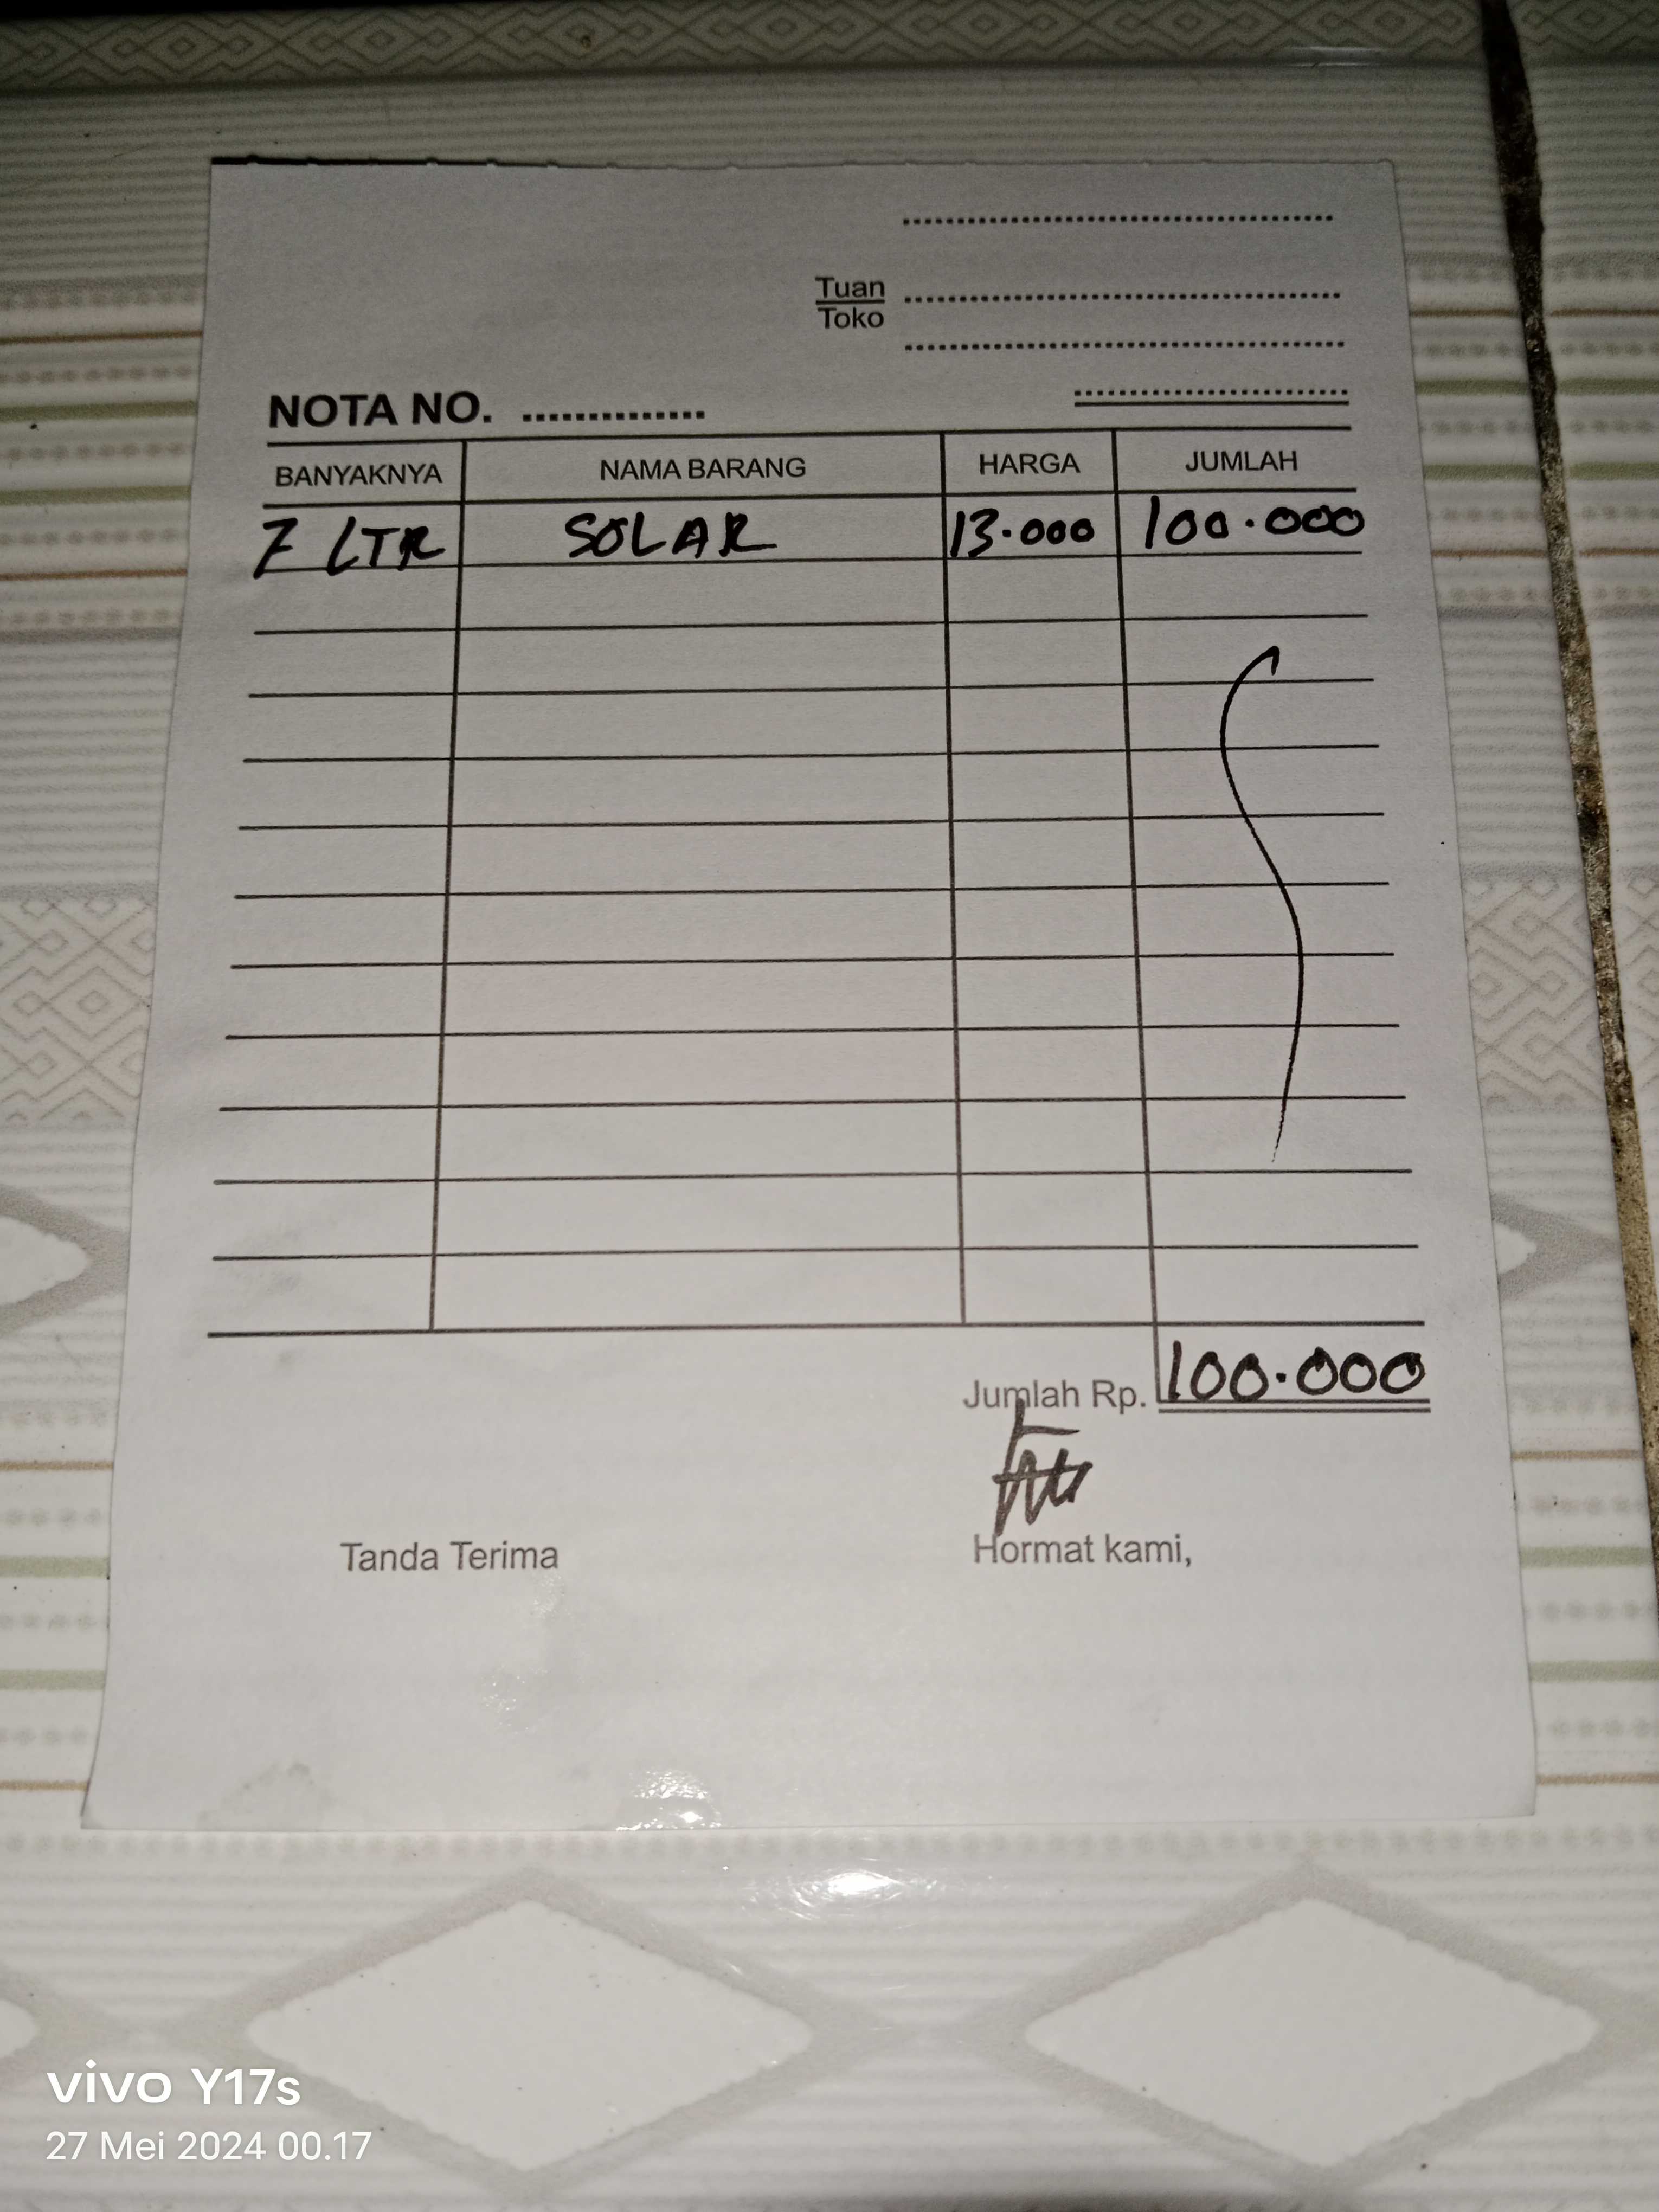 Tuan
Toko
NOTA NO. ...............
BANYAKNYA NAMA BARANG HARGA JUMLAH
7 LTR SOLAR 13.000 100.000
Jumlah Rp. 100.000
Tanda Terima Hormat kami,
vivo Y17s
27 Mei 2024 00.17